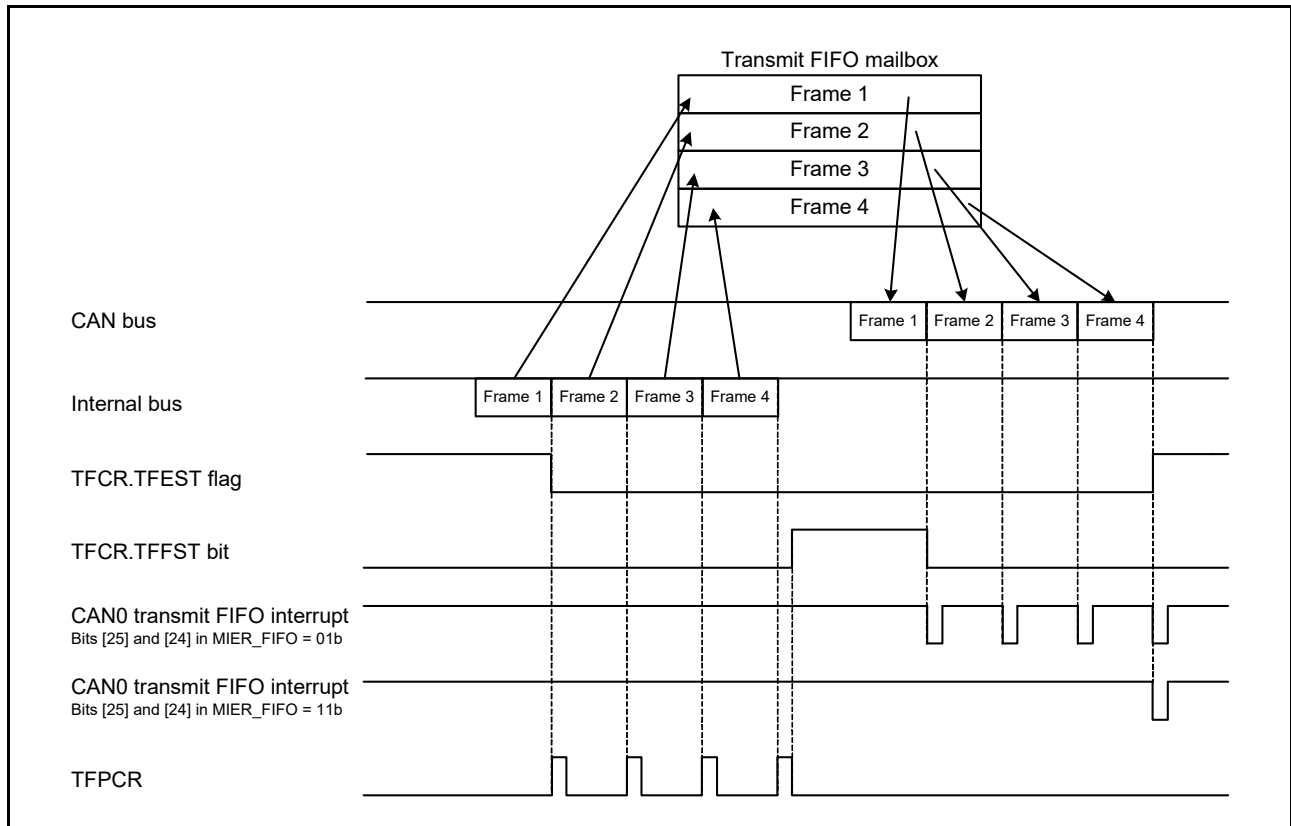 Transmit FIFO mailbox
Frame 1
Frame 2
Frame 3
Frame 4
CAN bus
Frame 1 Frame 2 Frame 3 Frame 4
Internal bus
Frame 1 Frame 2 Frame 3 Frame 4
TFCR.TFEST flag
TFCR.TFFST bit
CAN0 transmit FIFO interrupt
Bits [25] and [24] in MIER_FIFO = 01b
CAN0 transmit FIFO interrupt
Bits [25] and [24] in MIER_FIFO = 11b
TFPCR